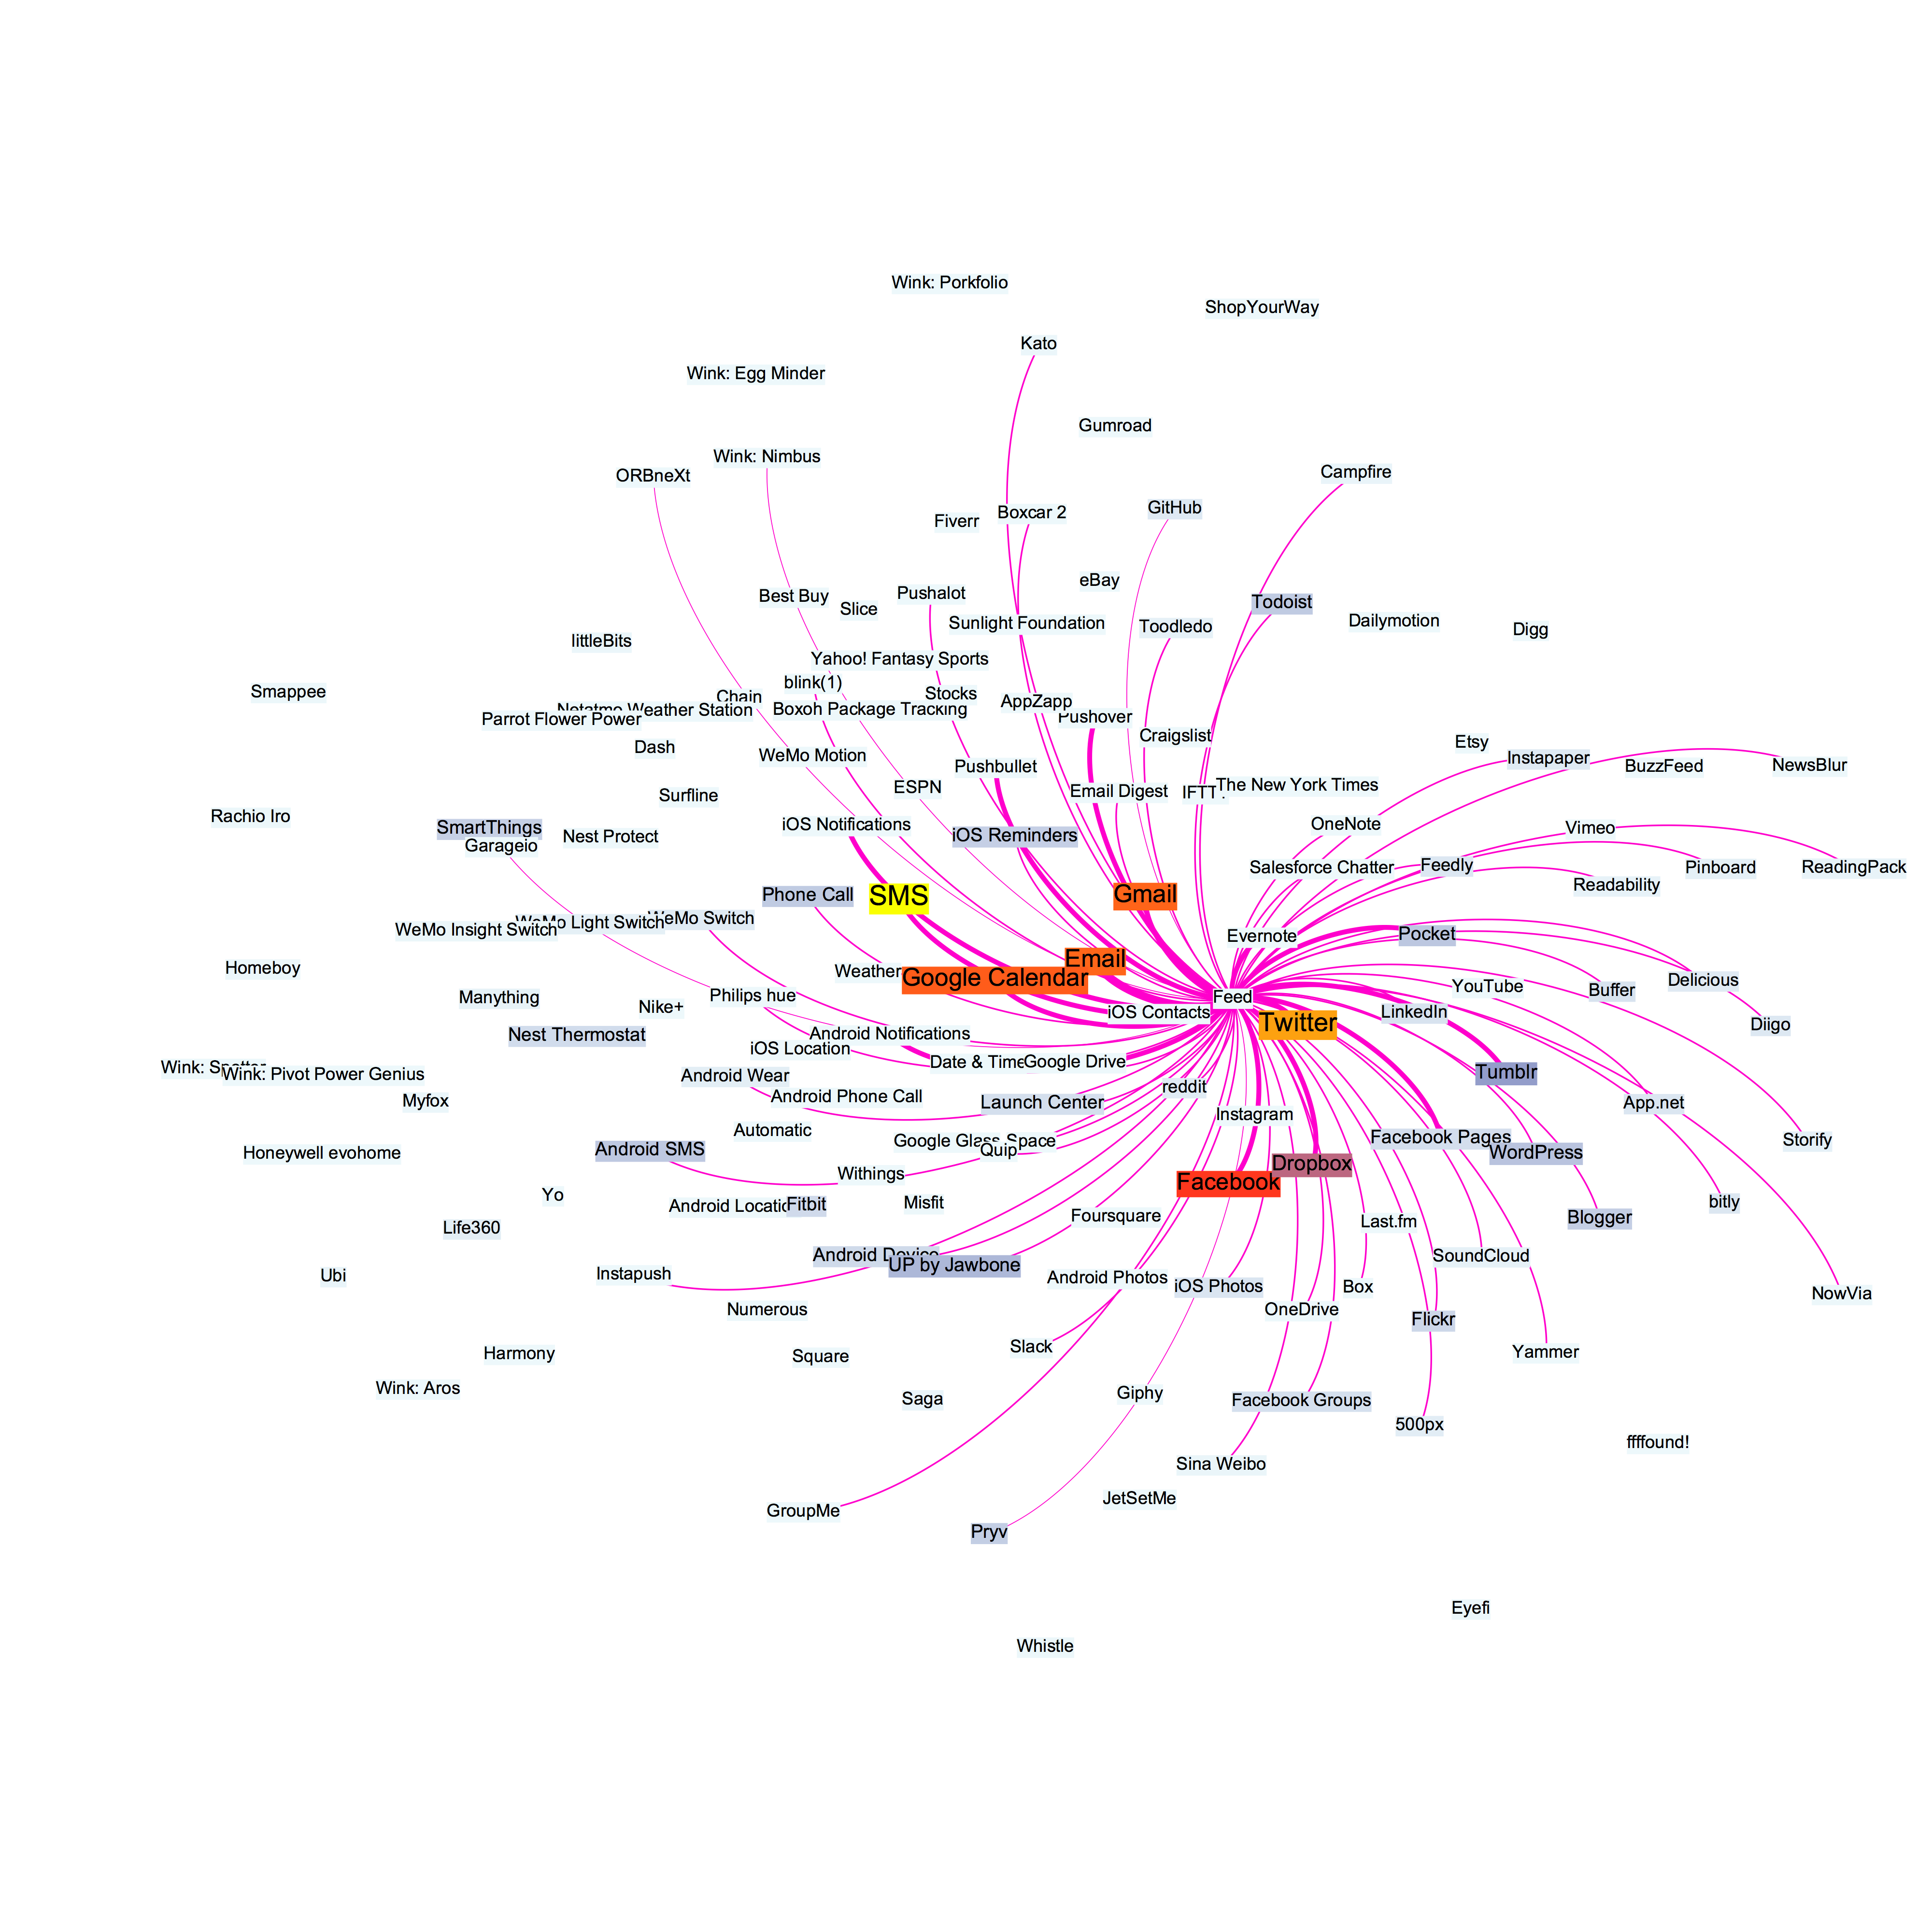 Wink: Porkfolio
ShopYourWay
Kato
Wink: Egg Minder
Gumroad
Wink: Nimbus
Campfire
ORBneXt
GitHub
Boxcar 2
Fiverr
eBay
Pushalot
Best Buy
Todoist
Slice
Sunlight Foundation
Dailymotion
Toodledo
Digg
littleBits
Yahoo! Fantasy Sports
blink(1)
Smappee
Stocks
Chain
AppZapp
Netatmo Weather Station
Boxoh Package Tracking
Pushover
Parrot Flower Power
Craigslist
Etsy
Dash
WeMo Motion
Instapaper
NewsBlur
BuzzFeed
Pushbullet
The New York Times
ESPN
Email Digest
IFTT
Surfline
Rachio Iro
iOS Notifications
OneNote
SmartThings
Vimeo
iOS Reminders
Nest Protect
Garageio
Feedly
Salesforce Chatter
Pinboard
ReadingPack
Readability
Phone Call
Gmail
SMS
WeMo Switch
WeMo Light Switch
WeMo Insight Switch
Pocket
Evernote
Email
Homeboy
Weather
Google Calendar
Delicious
YouTube
Buffer
Philips hue
Feed
Manything
Nike+
iOS Contacts
LinkedIn
Twitter
Diigo
Android Notifications
Nest Thermostat
iOS Location
Date & Time
Google Drive
Wink: Spotter
Wink: Pivot Power Genius
Tumblr
Android Wear
reddit
Android Phone Call
Myfox
Launch Center
App.net
Instagram
Automatic
Facebook Pages
Storify
Google Glass Space
Android SMS
Quip
Honeywell evohome
WordPress
Dropbox
Withings
Facebook
Yo
Misfit
bitly
Android Locatio
Fitbit
Foursquare
Blogger
Last.fm
Life360
Android Device
SoundCloud
UP by Jawbone
Instapush
Ubi
Android Photos
iOS Photos
Box
NowVia
Numerous
OneDrive
Flickr
Slack
Harmony
Square
Yammer
Wink: Aros
Giphy
Saga
Facebook Groups
500px
ffffound!
Sina Weibo
JetSetMe
GroupMe
Pryv
Eyefi
Whistle